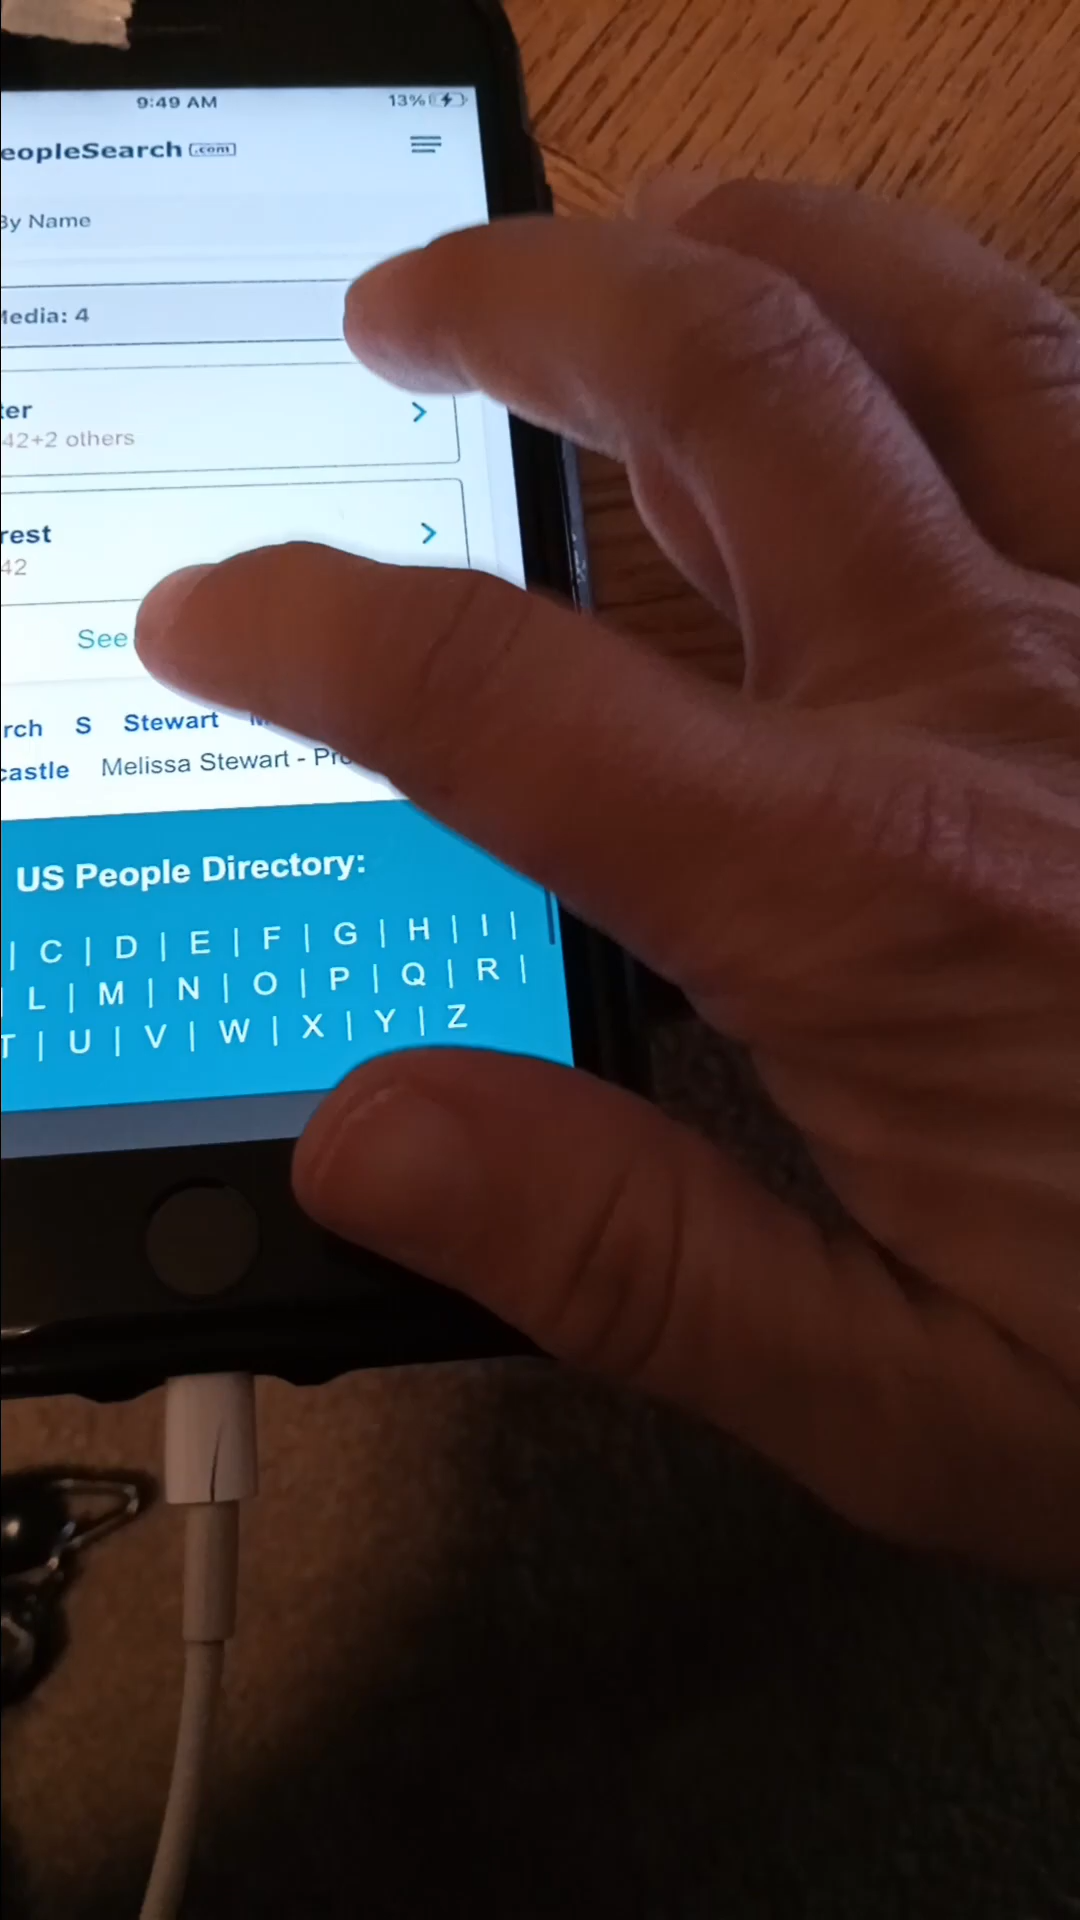 9:49 AM 13%
eopleSearch .com
By Name
Media: 4
ter
42+2 others
rest
42
See
rch S Stewart
castle Melissa Stewart - Pro
US People Directory:
| C | D | E | F | G | H | I |
L | M | N | O | P | Q | R |
T | U | V | W | X | Y | Z